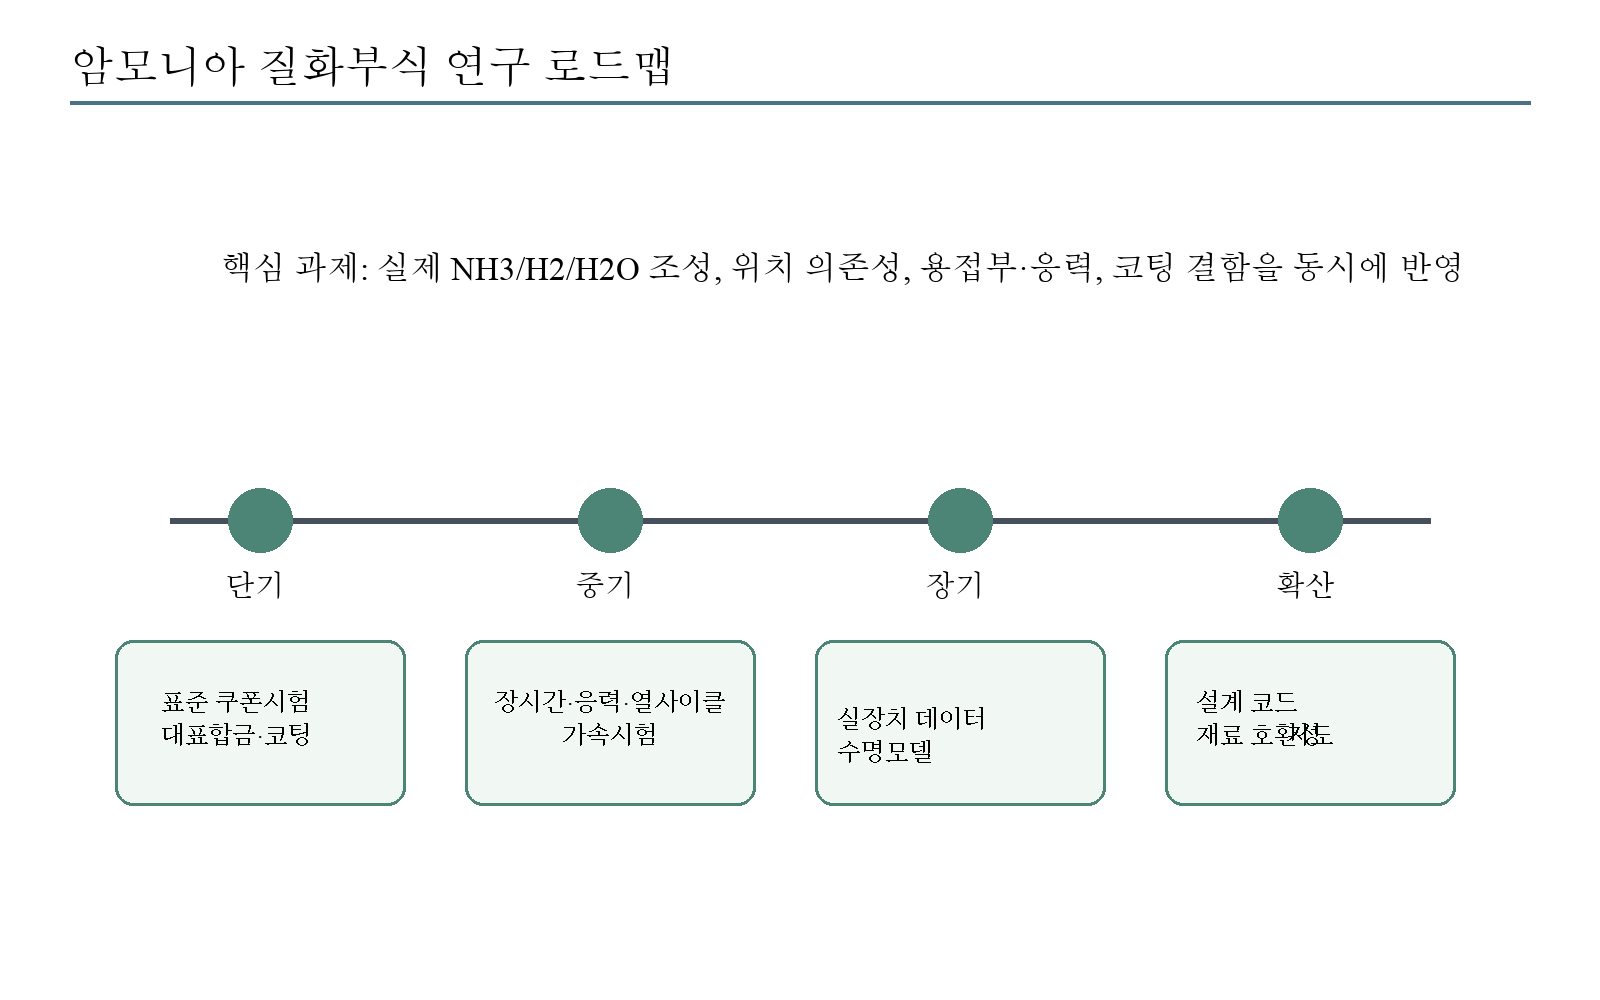 암모니아 질화부식 연구 로드맵
핵심 과제: 실제 NH3/H2/H2O 조성, 위치 의존성, 용접부·응력, 코팅 결함을 동시에 반영
단기
중기
장기
확산
표준 쿠폰시험
대표합금·코팅
장시간·응력·열사이클
가속시험
실장치 데이터
수명모델
설계 코드
재료 호환성